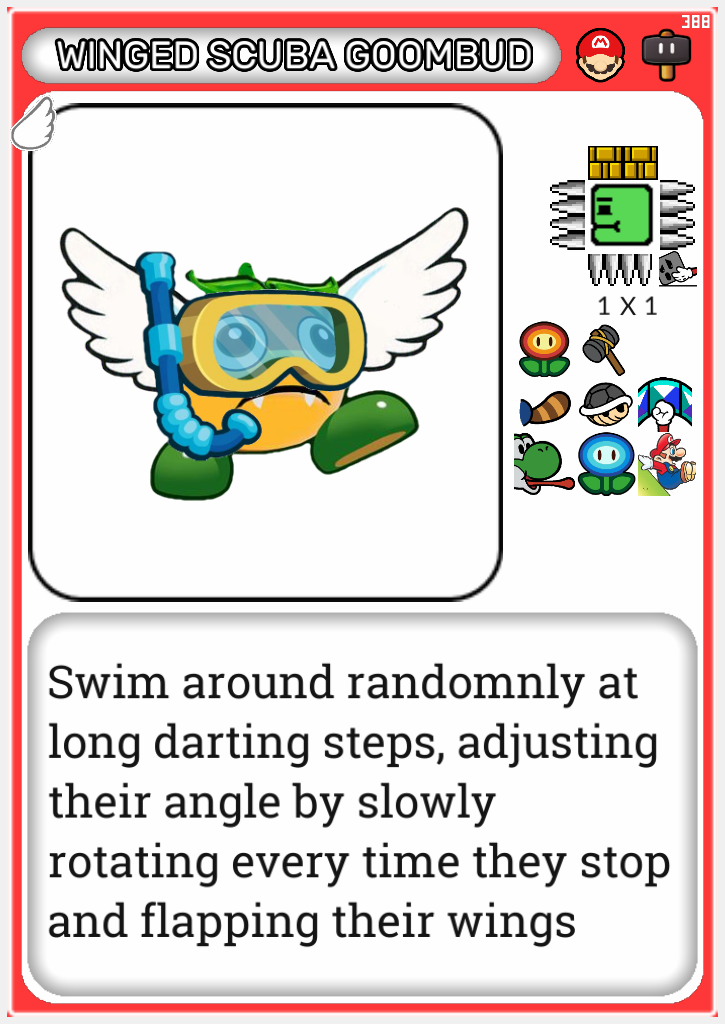 388
WINGED SCUBA GOOMBUD
1 X 1
Swim around randomnly at
long darting steps, adjusting
their angle by slowly
rotating every time they stop
and flapping their wings